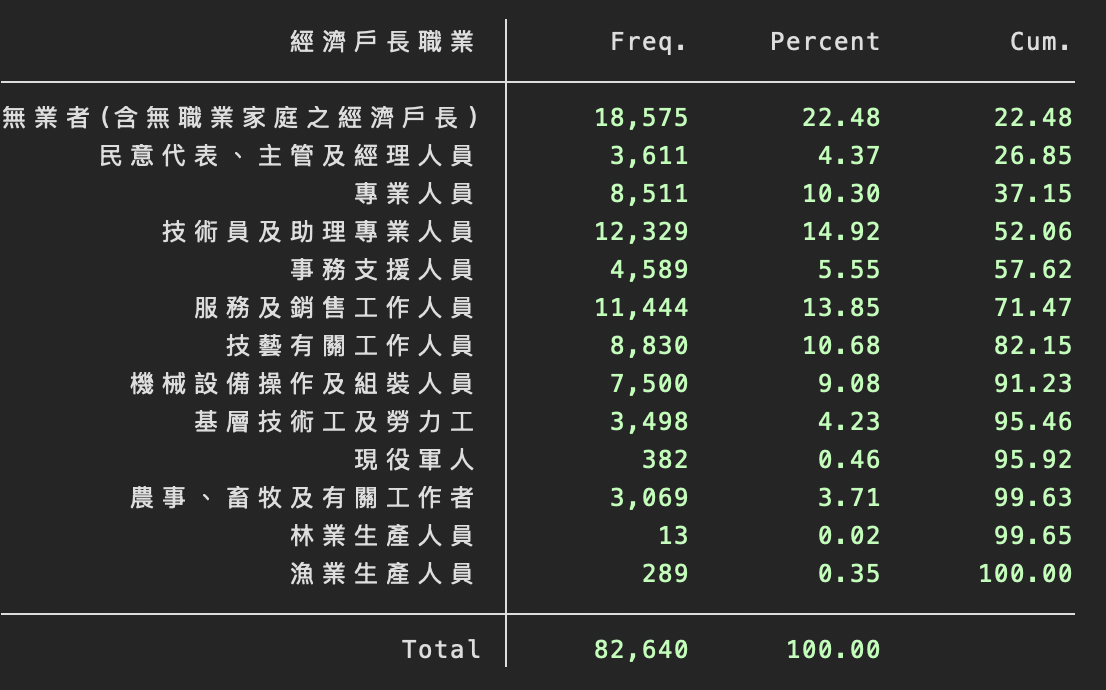 經濟戶長職業 Freq. Percent Cum.
無業者(含無職業家庭之經濟戶長) 18,575 22.48 22.48
民意代表、主管及經理人員 3,611 4.37 26.85
專業人員 8,511 10.30 37.15
技術員及助理專業人員 12,329 14.92 52.06
事務支援人員 4,589 5.55 57.62
服務及銷售工作人員 11,444 13.85 71.47
技藝有關工作人員 8,830 10.68 82.15
機械設備操作及組裝人員 7,500 9.08 91.23
基層技術工及勞力工 3,498 4.23 95.46
現役軍人 382 0.46 95.92
農事、畜牧及有關工作者 3,069 3.71 99.63
林業生產人員 13 0.02 99.65
漁業生產人員 289 0.35 100.00
Total 82,640 100.00